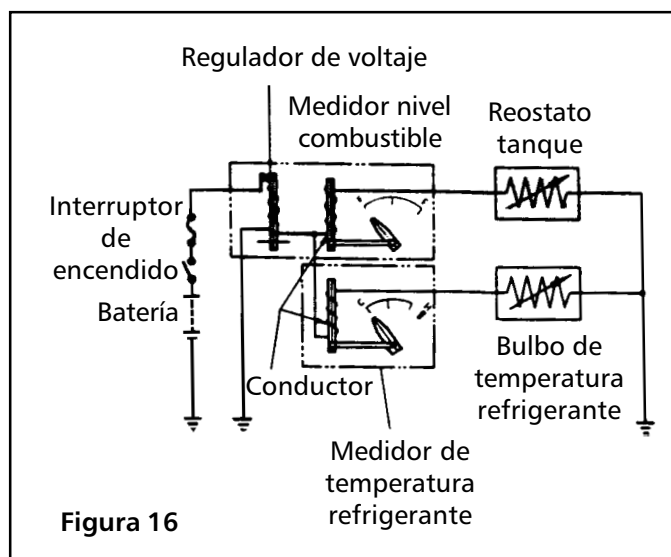 Regulador de voltaje
Medidor nivel
combustible
Reostato
tanque
Interruptor
de
encendido
Batería
Conductor
Bulbo de
temperatura
refrigerante
Medidor de
temperatura
refrigerante
Figura 16